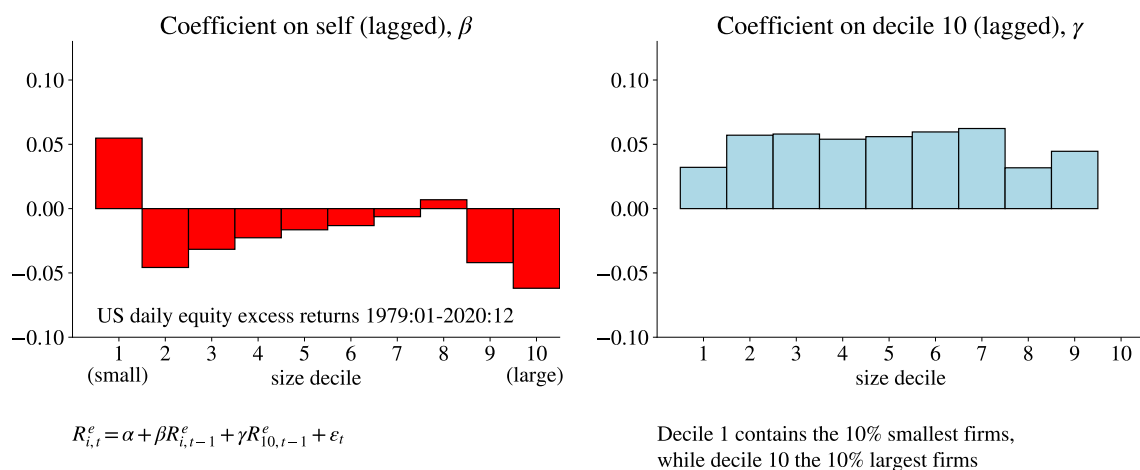 Coefficient on self (lagged), β
0.10
0.05
0.00
−0.05
−0.10
US daily equity excess returns 1979:01-2020:12
1 2 3 4 5 6 7 8 9 10
(small) (large)
size decile
R^e_{i,t} = α + βR^e_{i,t−1} + γR^e_{10,t−1} + ε_t
Coefficient on decile 10 (lagged), γ
0.10
0.05
0.00
−0.05
−0.10
1 2 3 4 5 6 7 8 9 10
size decile
Decile 1 contains the 10% smallest firms,
while decile 10 the 10% largest firms